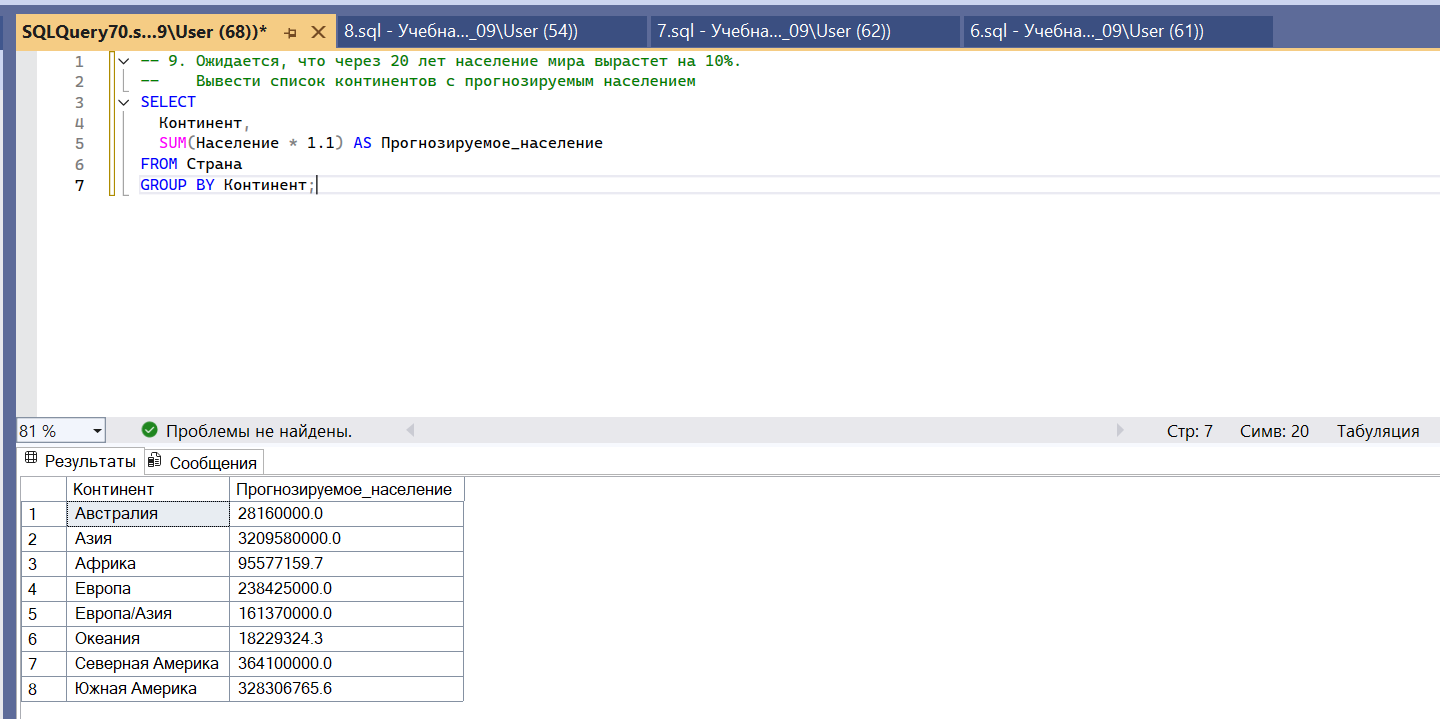 SQLQuery70.s...9\User (68))* 8.sql - Учебна..._09\User (54)) 7.sql - Учебна..._09\User (62)) 6.sql - Учебна..._09\User (61))
1 -- 9. Ожидается, что через 20 лет население мира вырастет на 10%.
2 -- Вывести список континентов с прогнозируемым населением
3 SELECT
4 Континент,
5 SUM(Население * 1.1) AS Прогнозируемое_население
6 FROM Страна
7 GROUP BY Континент;
81 % Проблемы не найдены. Стр: 7 Симв: 20 Табуляция
Результаты Сообщения
Континент Прогнозируемое_население
1 Австралия 28160000.0
2 Азия 3209580000.0
3 Африка 95577159.7
4 Европа 238425000.0
5 Европа/Азия 161370000.0
6 Океания 18229324.3
7 Северная Америка 364100000.0
8 Южная Америка 328306765.6